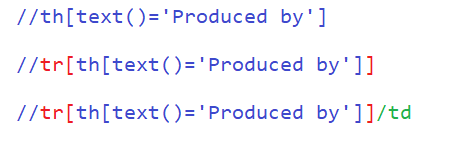 //th[text()='Produced by']
//tr[th[text()='Produced by']]
//tr[th[text()='Produced by']]/td